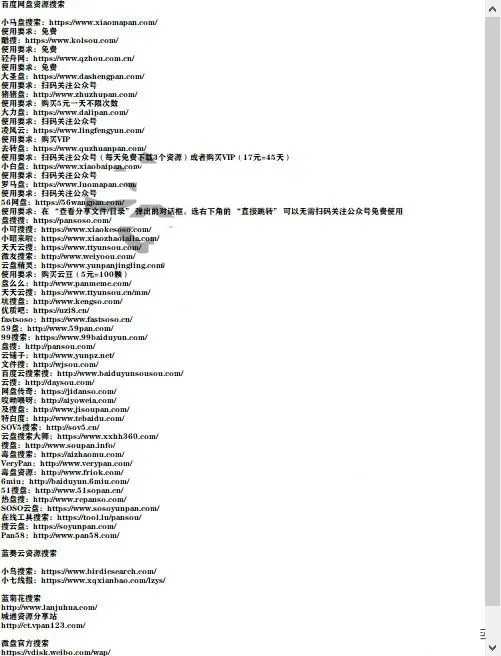 百度网盘资源搜索
小马盘搜索：https://www.xiaomapan.com/
使用要求：免费
酷搜：https://www.kolsou.com/
使用要求：免费
轻舟网：https://www.qzhou.com.cn/
使用要求：免费
大圣盘：https://www.dashengpan.com/
使用要求：扫码关注公众号
猪猪盘：http://www.zhuzhupan.com/
使用要求：购买5元一天不限次数
大力盘：https://www.dalipan.com/
使用要求：扫码关注公众号
凌风云：https://www.lingfengyun.com/
使用要求：购买VIP
去转盘：https://www.quzhuanpan.com/
使用要求：扫码关注公众号（每天免费下载3个资源）或者购买VIP（17元=45天）
小白盘：https://www.xiaobaipan.com/
使用要求：扫码关注公众号
罗马盘：https://www.luomapan.com/
使用要求：扫码关注公众号
56网盘：https://56wangpan.com/
使用要求：在“查看分享文件/目录”弹出的对话框，选右下角的“直接跳转”可以无需扫码关注公众号免费使用
盘搜搜：https://pansoso.com/
小可搜搜：https://www.xiaokesoso.com/
小昭来啦：https://www.xiaozhaolaila.com/
天天云搜：https://www.ttyunsou.com/
微友搜索：http://www.weiyoou.com/
云盘精灵：https://www.yunpanjingling.com/
使用要求：购买云豆（5元=100颗）
盘么么：http://www.panmeme.com/
天天云搜：https://www.ttyunsou.cn/mm/
坑搜盘：http://www.kengso.com/
优质吧：https://uzi8.cn/
fastsoso：https://www.fastsoso.cn/
59盘：http://www.59pan.com/
99搜索：https://www.99baiduyun.com/
盘搜：http://pansou.com/
云铺子：http://www.yunpz.net/
文件搜：http://wjsou.com/
百度云搜索搜：http://www.baiduyunsousou.com/
云搜：http://daysou.com/
网盘传奇：https://jidanso.com/
哎哟喂呀：http://aiyoweia.com/
及搜盘：http://www.jisoupan.com/
特百度：http://www.tebaidu.com/
SOV5搜索：http://sov5.cn/
云盘搜索大师：https://www.xxhh360.com/
搜盘：http://www.soupan.info/
毒盘搜索：https://aizhaomu.com/
VeryPan：http://www.verypan.com/
毒盘资源：http://www.friok.com/
6miu：http://baiduyun.6miu.com/
51搜盘：http://www.51sopan.cn/
热盘搜：http://www.repanso.com/
SOSO云盘：https://www.sosoyunpan.com/
在线工具搜索：https://tool.lu/pansou/
搜云盘：https://soyunpan.com/
Pan58：http://www.pan58.com/
蓝奏云资源搜索
小鸟搜索：https://www.birdiesearch.com/
小七线报：https://www.xqxianbao.com/lzys/
蓝菊花搜索
http://www.lanjuhua.com/
城通资源分享站
http://ct.vpan123.com/
微盘官方搜索
https://vdisk.weibo.com/wap/